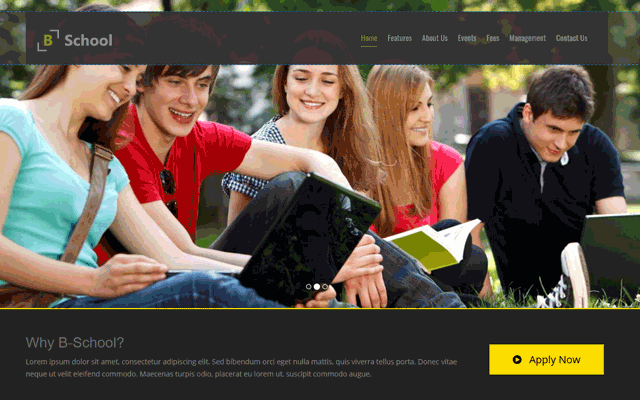 B School
Home Features About Us Events Fees Management Contact Us
Why B-School?
Lorem ipsum dolor sit amet, consectetur adipiscing elit. Sed bibendum orci eget nulla mattis, quis viverra tellus porta. Donec vitae
neque ut velit eleifend commodo. Maecenas turpis odio, placerat eu lorem ut, suscipit commodo augue.
Apply Now